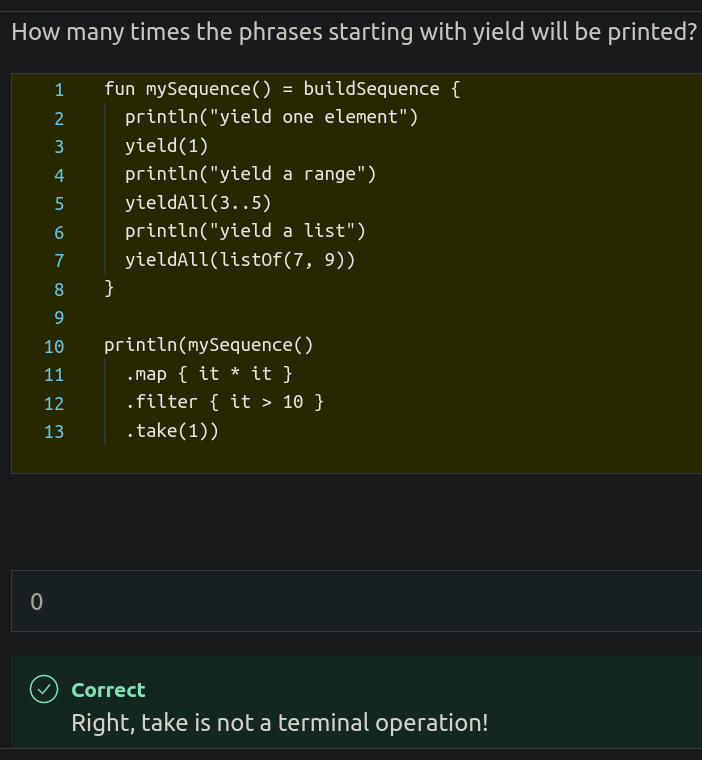 How many times the phrases starting with yield will be printed?
1 fun mySequence() = buildSequence {
2 println("yield one element")
3 yield(1)
4 println("yield a range")
5 yieldAll(3..5)
6 println("yield a list")
7 yieldAll(listOf(7, 9))
8 }
9
10 println(mySequence()
11 .map { it * it }
12 .filter { it > 10 }
13 .take(1))
0
Correct
Right, take is not a terminal operation!